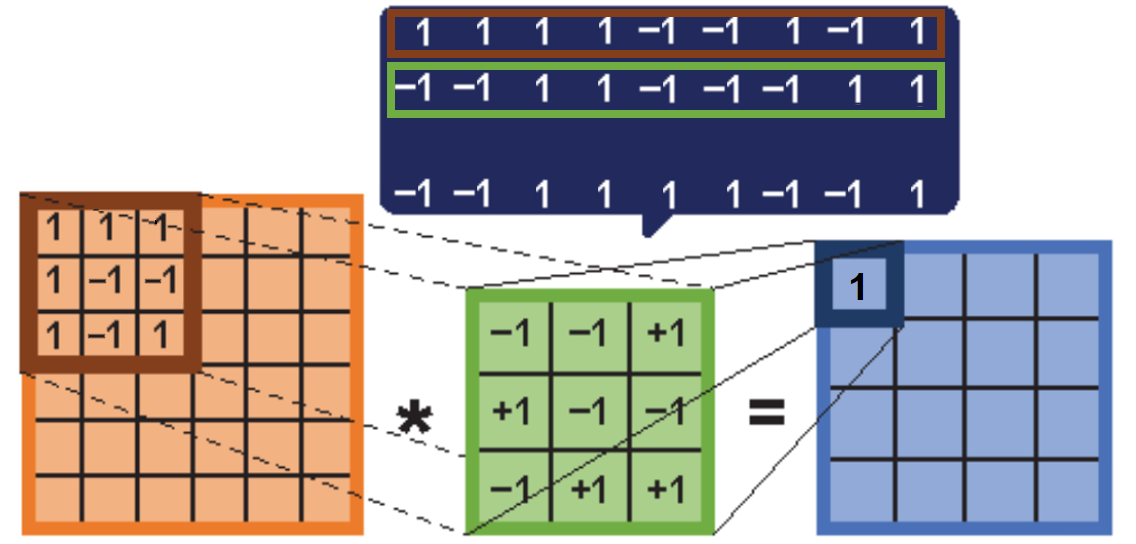 1 1 1 1 −1 −1 1 −1 1
−1 −1 1 1 −1 −1 −1 1 1
−1 −1 1 1 1 1 −1 −1 1
1 1 1
1 −1 −1
1 −1 1
*
−1 −1 +1
+1 −1 −1
−1 +1 +1
=
1